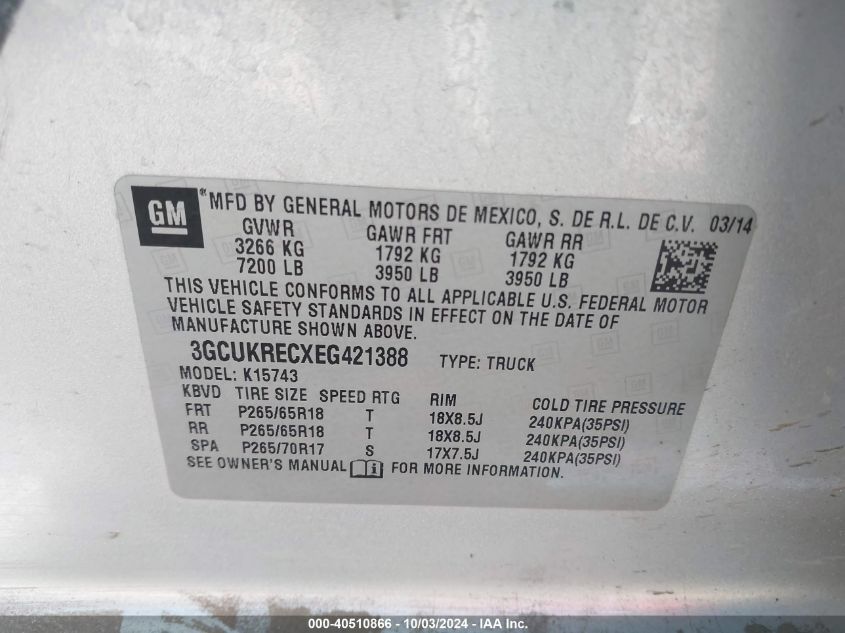 GM
®MFD BY GENERAL MOTORS DE MEXICO, S. DE R.L. DE C.V. 03/14
GVWR GAWR FRT GAWR RR
3266 KG 1792 KG 1792 KG
7200 LB 3950 LB 3950 LB
THIS VEHICLE CONFORMS TO ALL APPLICABLE U.S. FEDERAL MOTOR
VEHICLE SAFETY STANDARDS IN EFFECT ON THE DATE OF
MANUFACTURE SHOWN ABOVE.
3GCUKRECXEG421388 TYPE: TRUCK
MODEL: K15743
KBVD TIRE SIZE SPEED RTG RIM COLD TIRE PRESSURE
FRT P265/65R18 T 18X8.5J 240KPA(35PSI)
RR P265/65R18 T 18X8.5J 240KPA(35PSI)
SPA P265/70R17 S 17X7.5J 240KPA(35PSI)
SEE OWNER'S MANUAL FOR MORE INFORMATION.
000-40510866 - 10/03/2024 - IAA Inc.